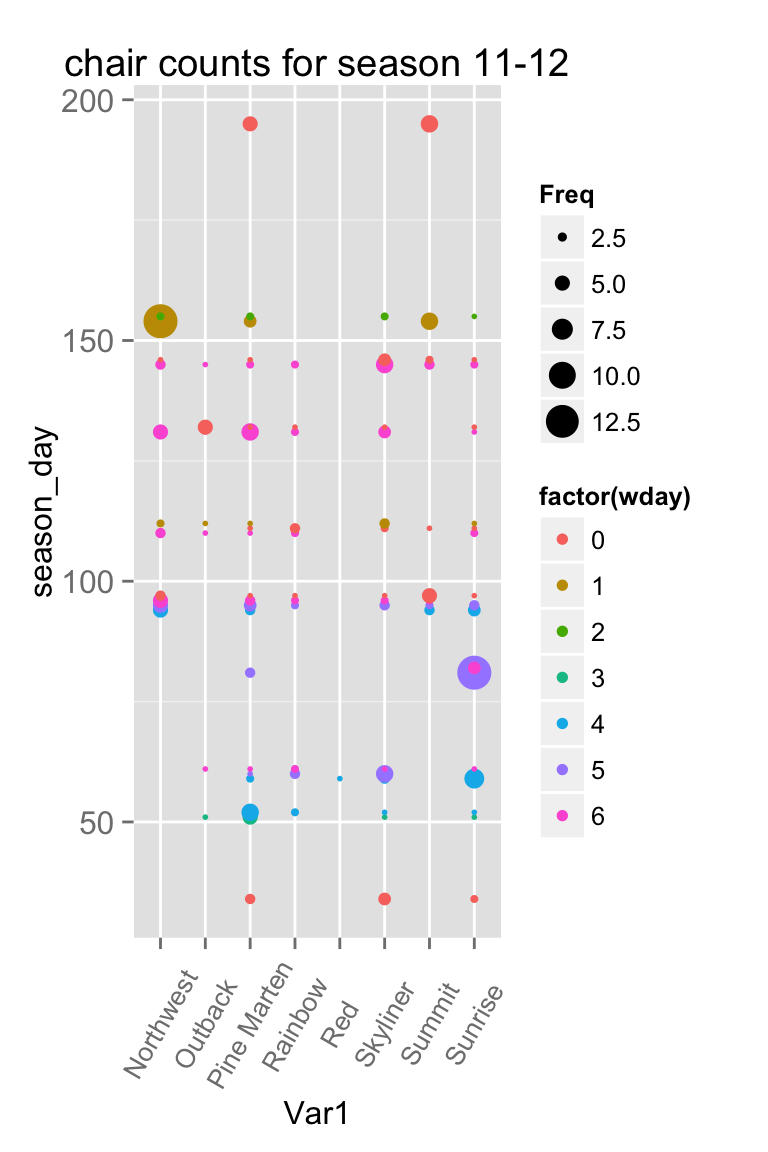 chair counts for season 11-12
season_day
200
150
100
50
Northwest
Outback
Pine Marten
Rainbow
Red
Skyliner
Summit
Sunrise
Var1
Freq
2.5
5.0
7.5
10.0
12.5
factor(wday)
0
1
2
3
4
5
6